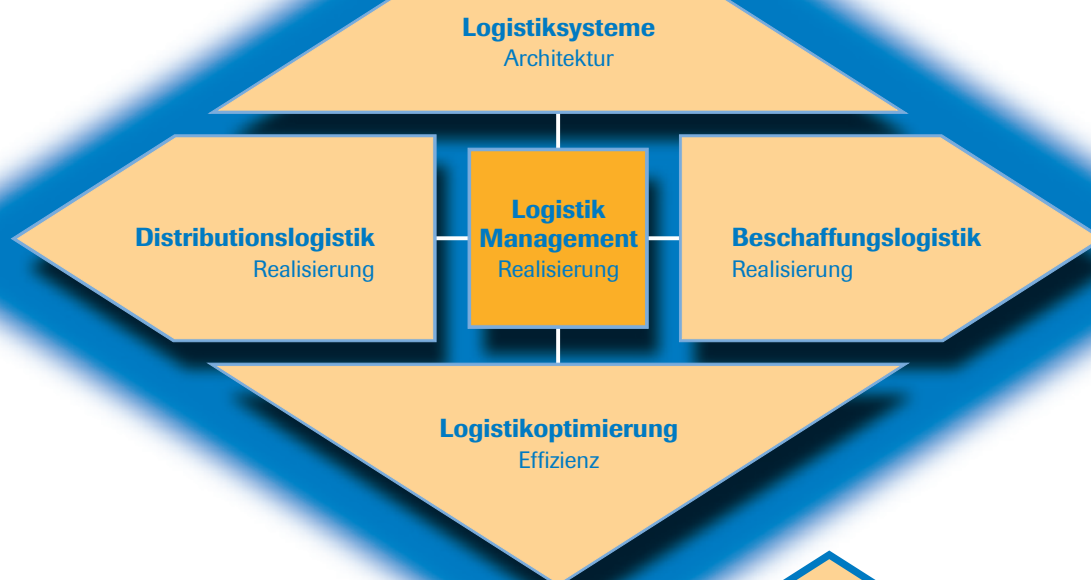 Logistiksysteme
Architektur
Distributionslogistik
Realisierung
Logistik
Management
Realisierung
Beschaffungslogistik
Realisierung
Logistikoptimierung
Effizienz